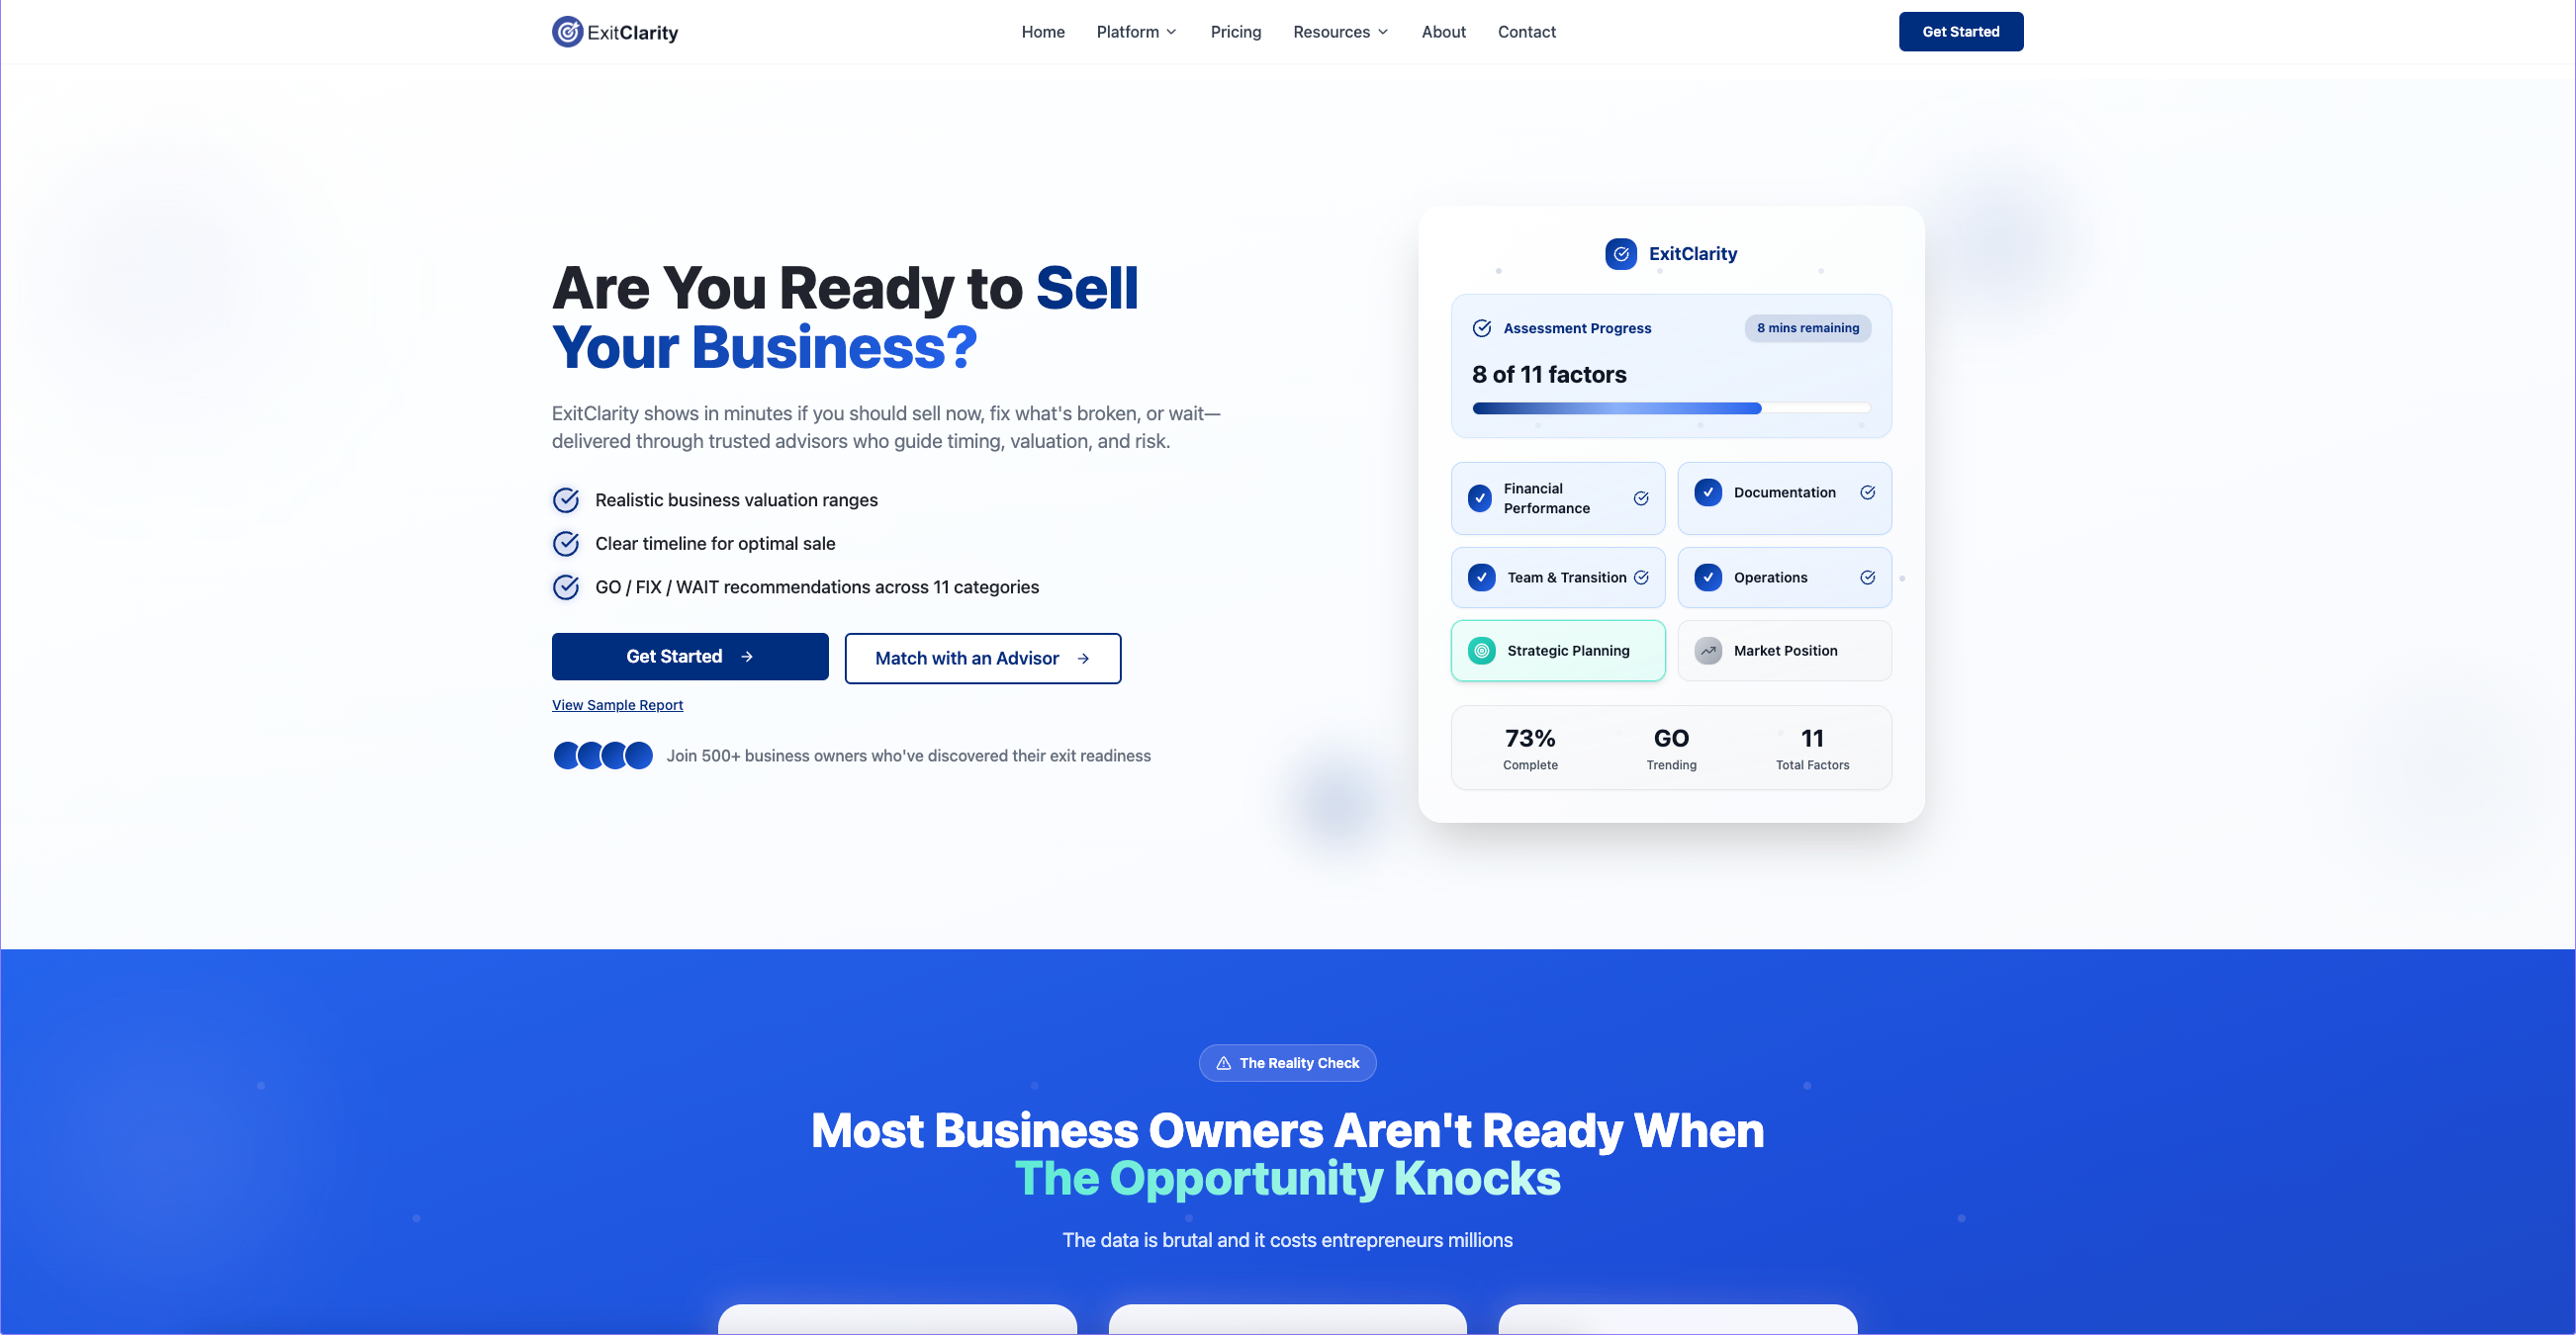 ExitClarity
Home
Platform
Pricing
Resources
About
Contact
Get Started
Are You Ready to Sell
Your Business?
ExitClarity shows in minutes if you should sell now, fix what's broken, or wait—
delivered through trusted advisors who guide timing, valuation, and risk.
Realistic business valuation ranges
Clear timeline for optimal sale
GO / FIX / WAIT recommendations across 11 categories
Get Started
Match with an Advisor
View Sample Report
Join 500+ business owners who've discovered their exit readiness
ExitClarity
Assessment Progress
8 mins remaining
8 of 11 factors
Financial
Performance
Documentation
Team & Transition
Operations
Strategic Planning
Market Position
73%
Complete
GO
Trending
11
Total Factors
The Reality Check
Most Business Owners Aren't Ready When
The Opportunity Knocks
The data is brutal and it costs entrepreneurs millions